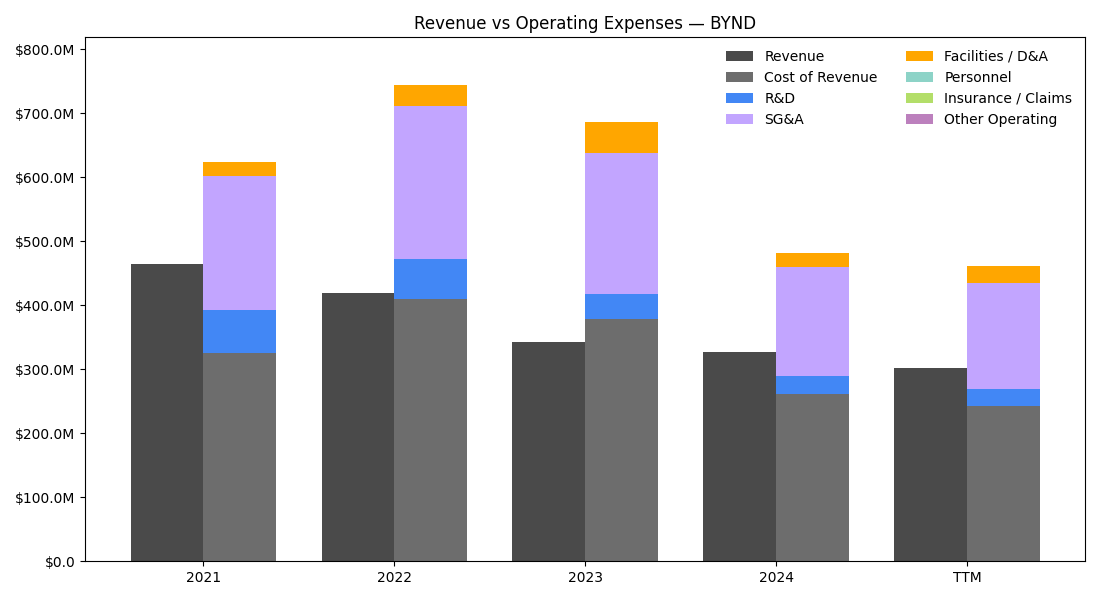 Revenue vs Operating Expenses — BYND
$800.0M
$700.0M
$600.0M
$500.0M
$400.0M
$300.0M
$200.0M
$100.0M
$0.0
Revenue
Cost of Revenue
R&D
SG&A
Facilities / D&A
Personnel
Insurance / Claims
Other Operating
2021
2022
2023
2024
TTM